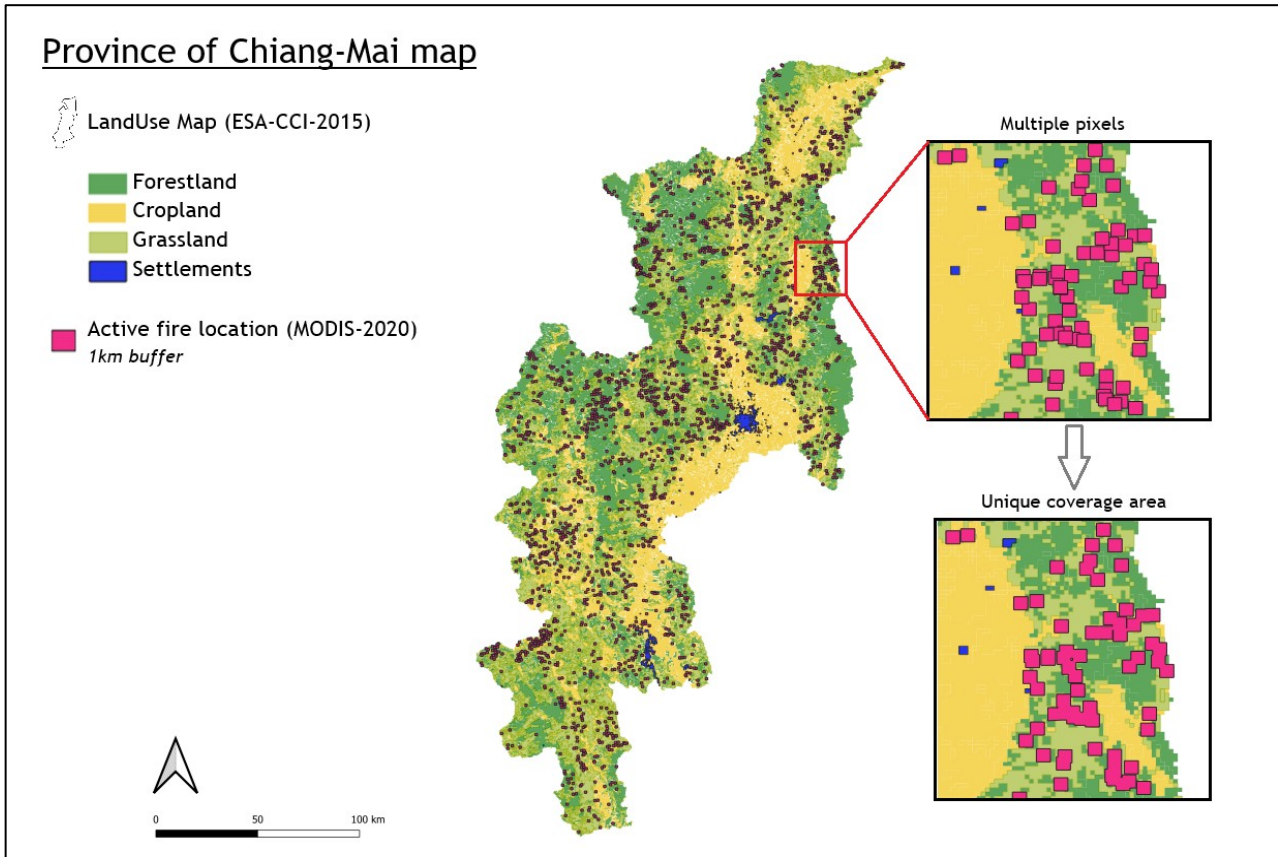 Province of Chiang-Mai map
LandUse Map (ESA-CCI-2015)
Forestland
Cropland
Grassland
Settlements
Active fire location (MODIS-2020)
1km buffer
Multiple pixels
Unique coverage area
0 50 100 km